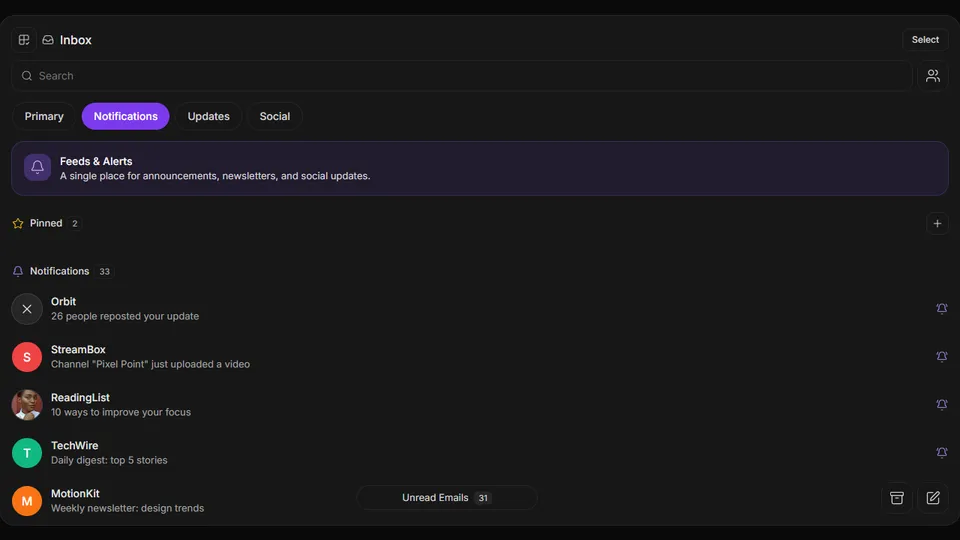 Inbox
Select
Search
Primary
Notifications
Updates
Social
Feeds & Alerts
A single place for announcements, newsletters, and social updates.
Pinned 2
Notifications 33
Orbit
26 people reposted your update
S
StreamBox
Channel "Pixel Point" just uploaded a video
ReadingList
10 ways to improve your focus
T
TechWire
Daily digest: top 5 stories
M
MotionKit
Weekly newsletter: design trends
Unread Emails 31